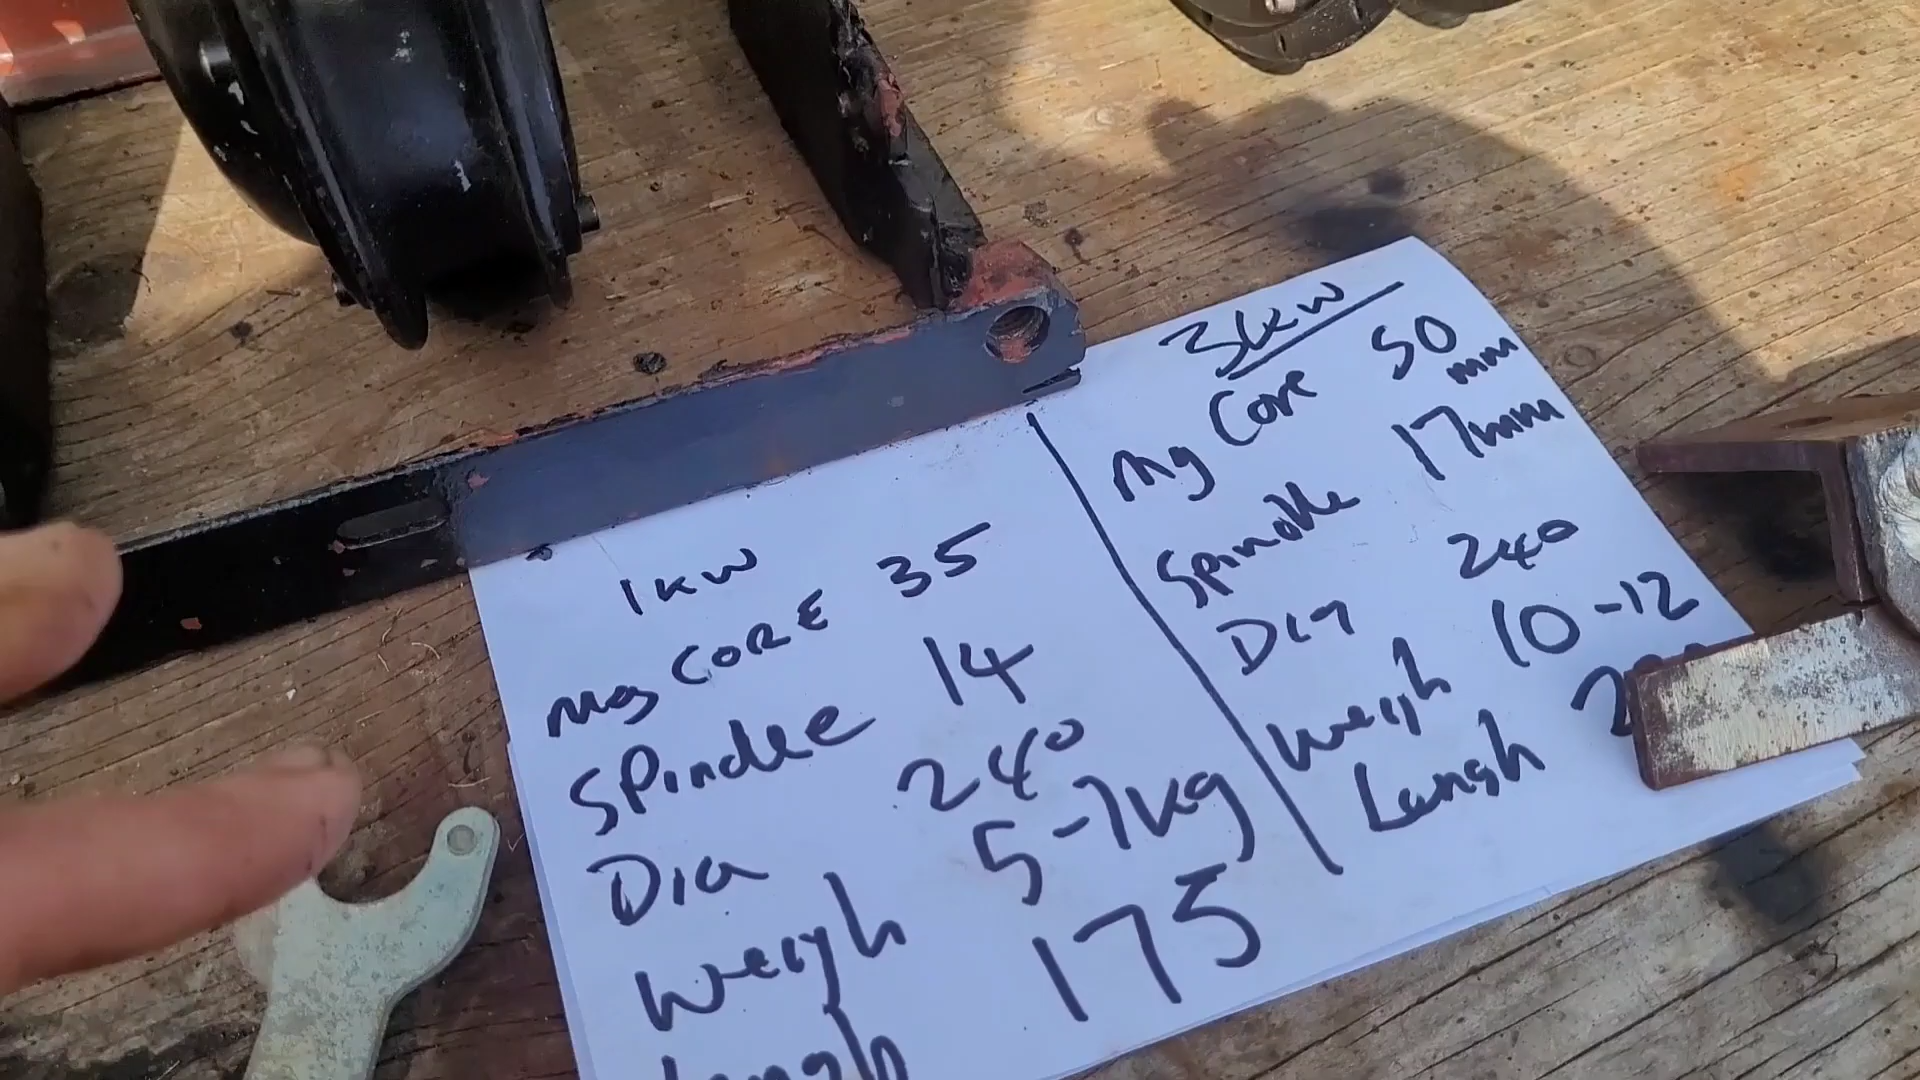 1KW
Mg CORE 35
SPindle 14
Dia 240
Weigh 5-7kg
175
3kw
Mg Core 50 mm
Spindle 17mm
Dia 240
Weigh 10-12